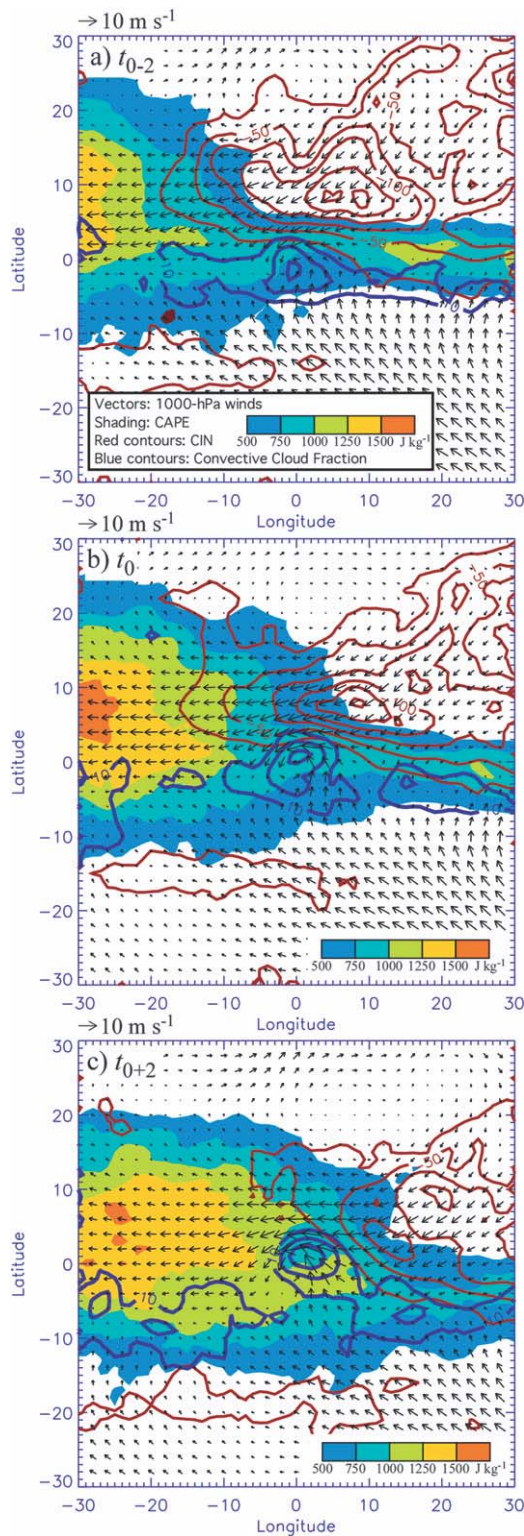 →10 m s⁻¹
a) t₀₋₂
30
20
10
0
-10
-20
-30
Latitude
-50
-50
-50
-100
-50
10
10
Vectors: 1000-hPa winds
Shading: CAPE
Red contours: CIN
Blue contours: Convective Cloud Fraction
500 750 1000 1250 1500 J kg⁻¹
-30 -20 -10 0 10 20 30
Longitude
→10 m s⁻¹
b) t₀
30
20
10
0
-10
-20
-30
Latitude
-50
-100
10
10
10
500 750 1000 1250 1500 J kg⁻¹
-30 -20 -10 0 10 20 30
Longitude
→10 m s⁻¹
c) t₀₊₂
30
20
10
0
-10
-20
-30
Latitude
-50
10
500 750 1000 1250 1500 J kg⁻¹
-30 -20 -10 0 10 20 30
Longitude